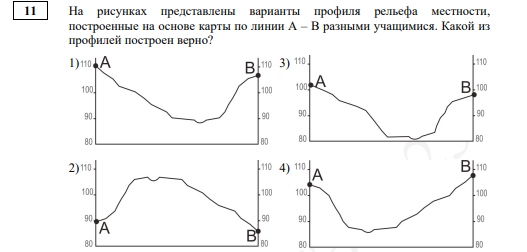 11
На рисунках представлены варианты профиля рельефа местности,
построенные на основе карты по линии А – В разными учащимися. Какой из
профилей построен верно?
1) 110 100 90 80 A B 110 100 90 80
3) 110 100 90 80 A B 110 100 90 80
2) 110 100 90 80 A B 110 100 90 80
4) 110 100 90 80 A B 110 100 90 80